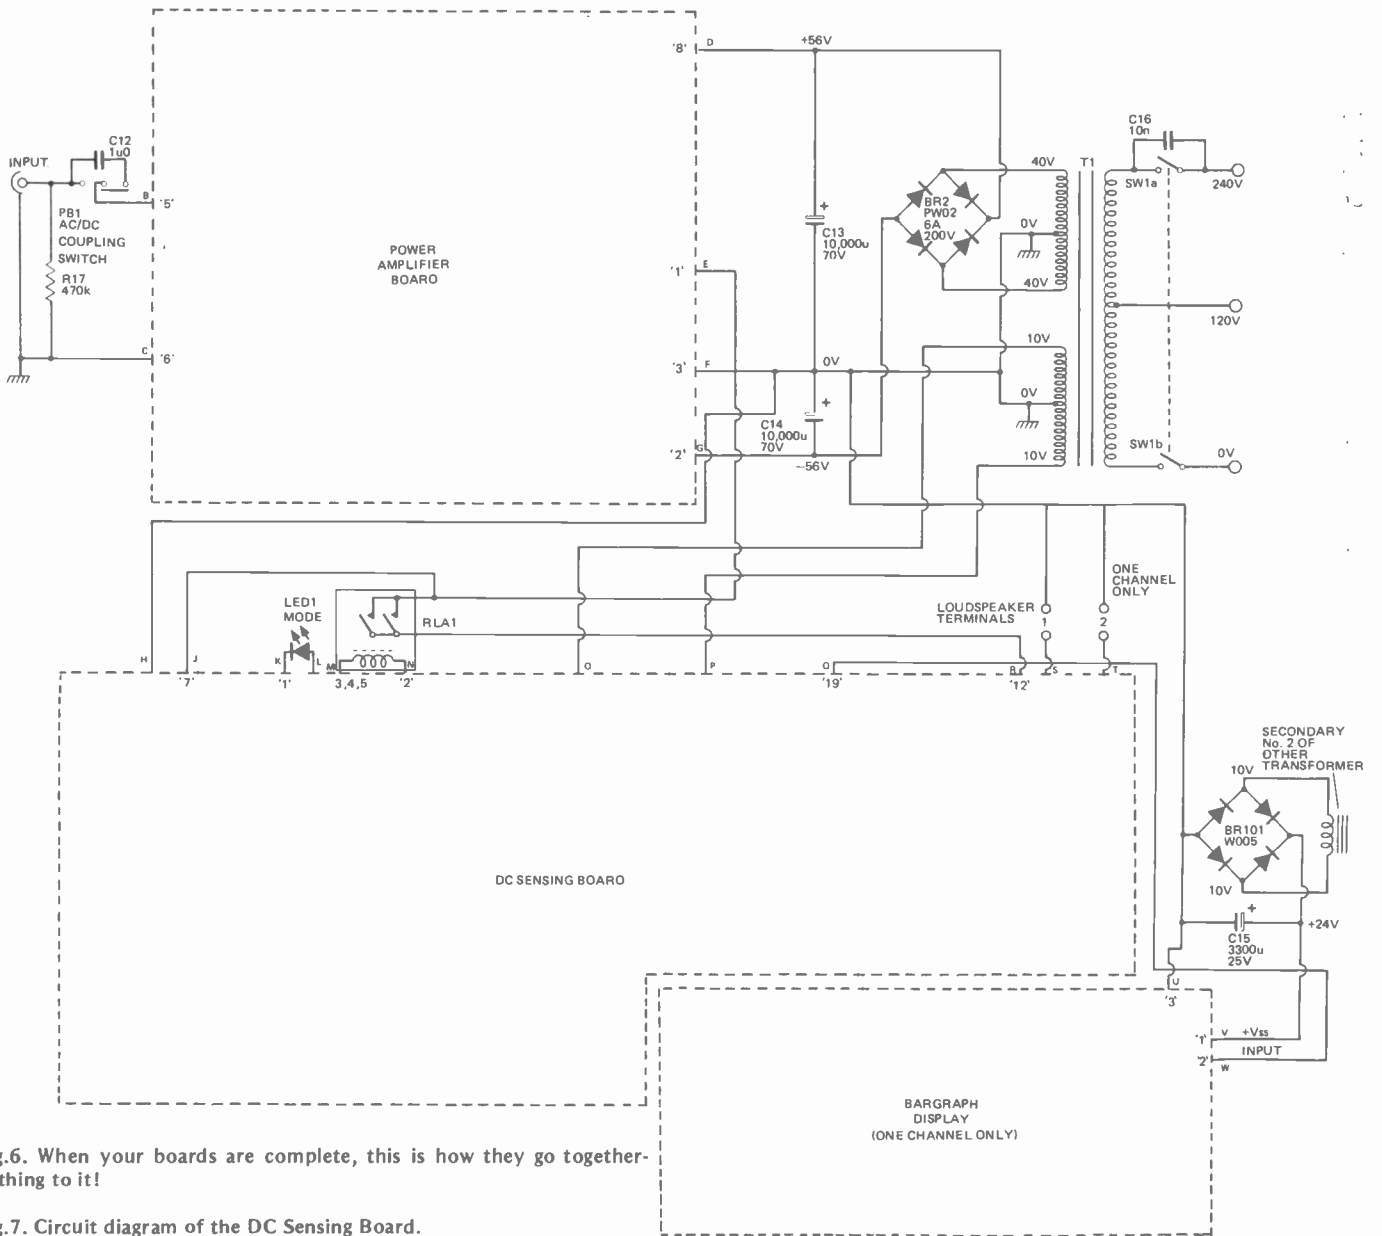 '8'
D
+56V
INPUT
C12
1u0
B
'5'
PB1
AC/DC
COUPLING
SWITCH
R17
470k
C
'6'
POWER
AMPLIFIER
BOARD
'1'
E
'3'
F
0V
'2'
G
−56V
C13
10,000u
70V
+
C14
10,000u
70V
+
BR2
PW02
6A
200V
40V
0V
40V
10V
0V
10V
T1
C16
10n
SW1a
240V
120V
SW1b
0V
H
J
'7'
LED1
MODE
K
L
'1'
RLA1
M
N
3,4,5
'2'
O
P
Q
'19'
LOUDSPEAKER
TERMINALS
1
2
ONE
CHANNEL
ONLY
R
'12'
S
T
DC SENSING BOARD
SECONDARY
No. 2 OF
OTHER
TRANSFORMER
10V
BR101
W005
10V
+
C15
3300u
25V
+24V
U
'3'
'1'
V
+Vss
INPUT
'2'
W
BARGRAPH
DISPLAY
(ONE CHANNEL ONLY)
g.6. When your boards are complete, this is how they go together-
thing to it!
g.7. Circuit diagram of the DC Sensing Board.